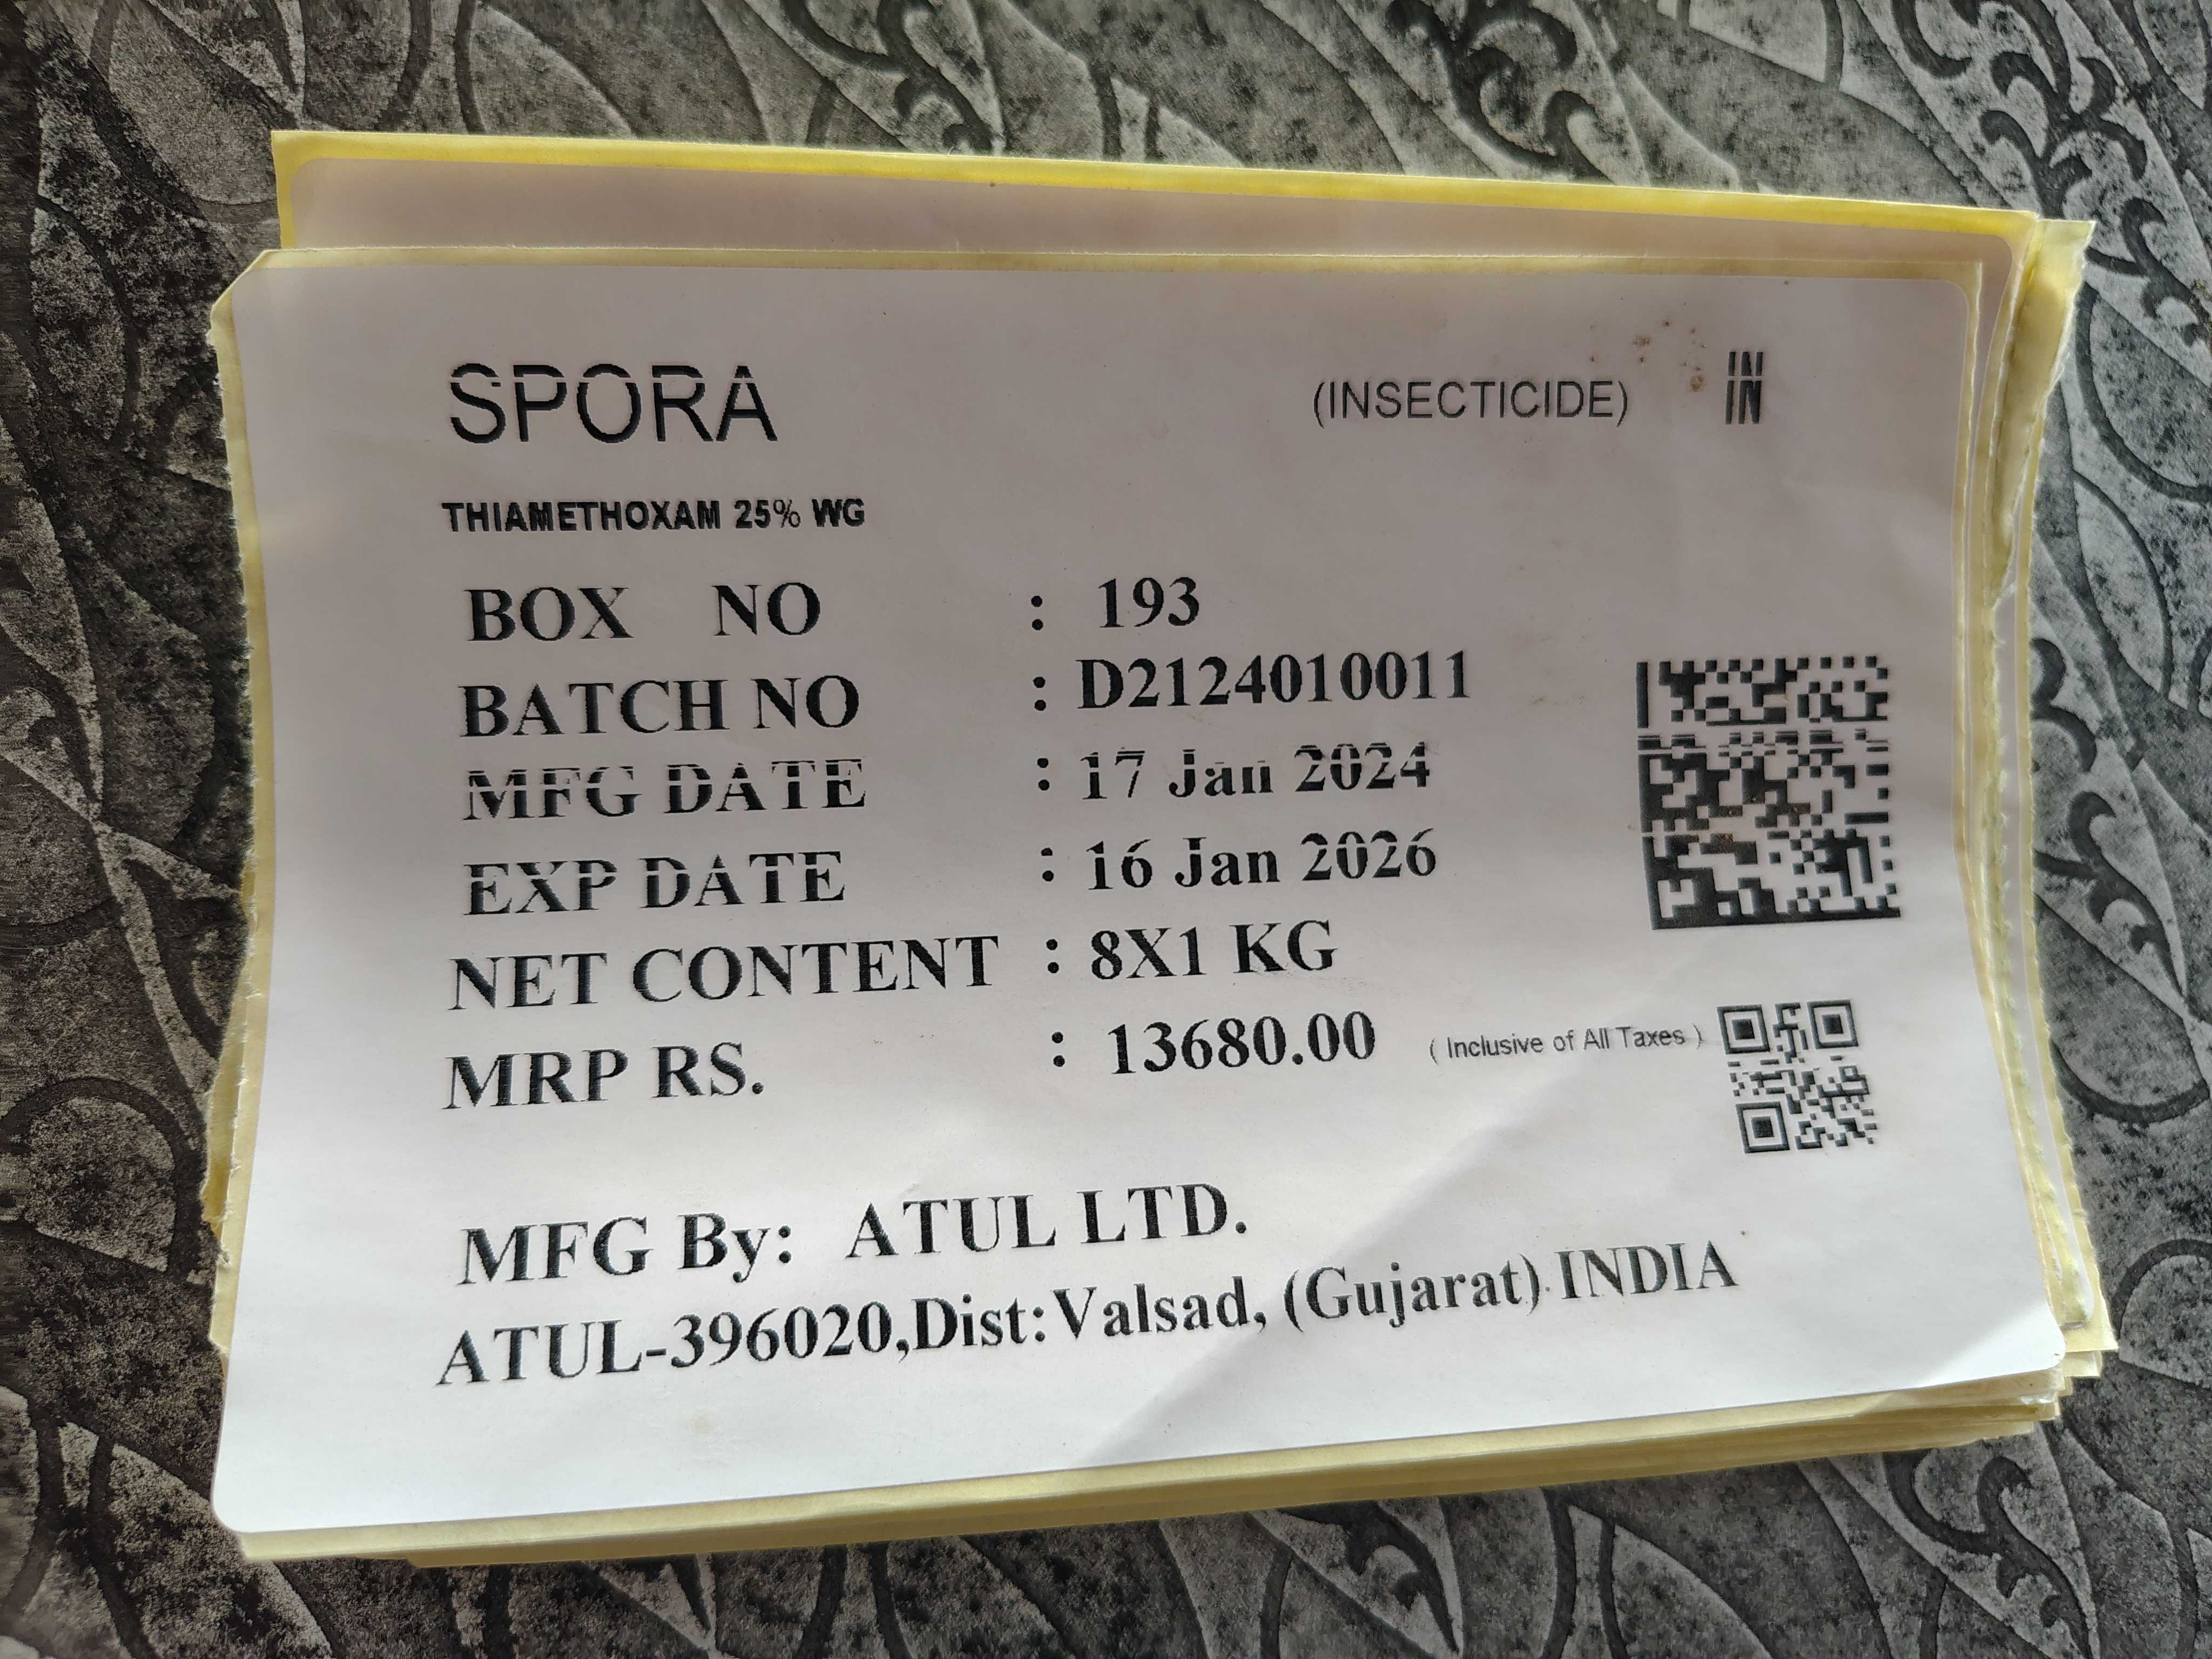 SPORA (INSECTICIDE) IN
THIAMETHOXAM 25% WG
BOX NO : 193
BATCH NO : D2124010011
MFG DATE : 17 Jan 2024
EXP DATE : 16 Jan 2026
NET CONTENT : 8X1 KG
MRP RS. : 13680.00 ( Inclusive of All Taxes )
MFG By: ATUL LTD.
ATUL-396020,Dist:Valsad, (Gujarat) INDIA